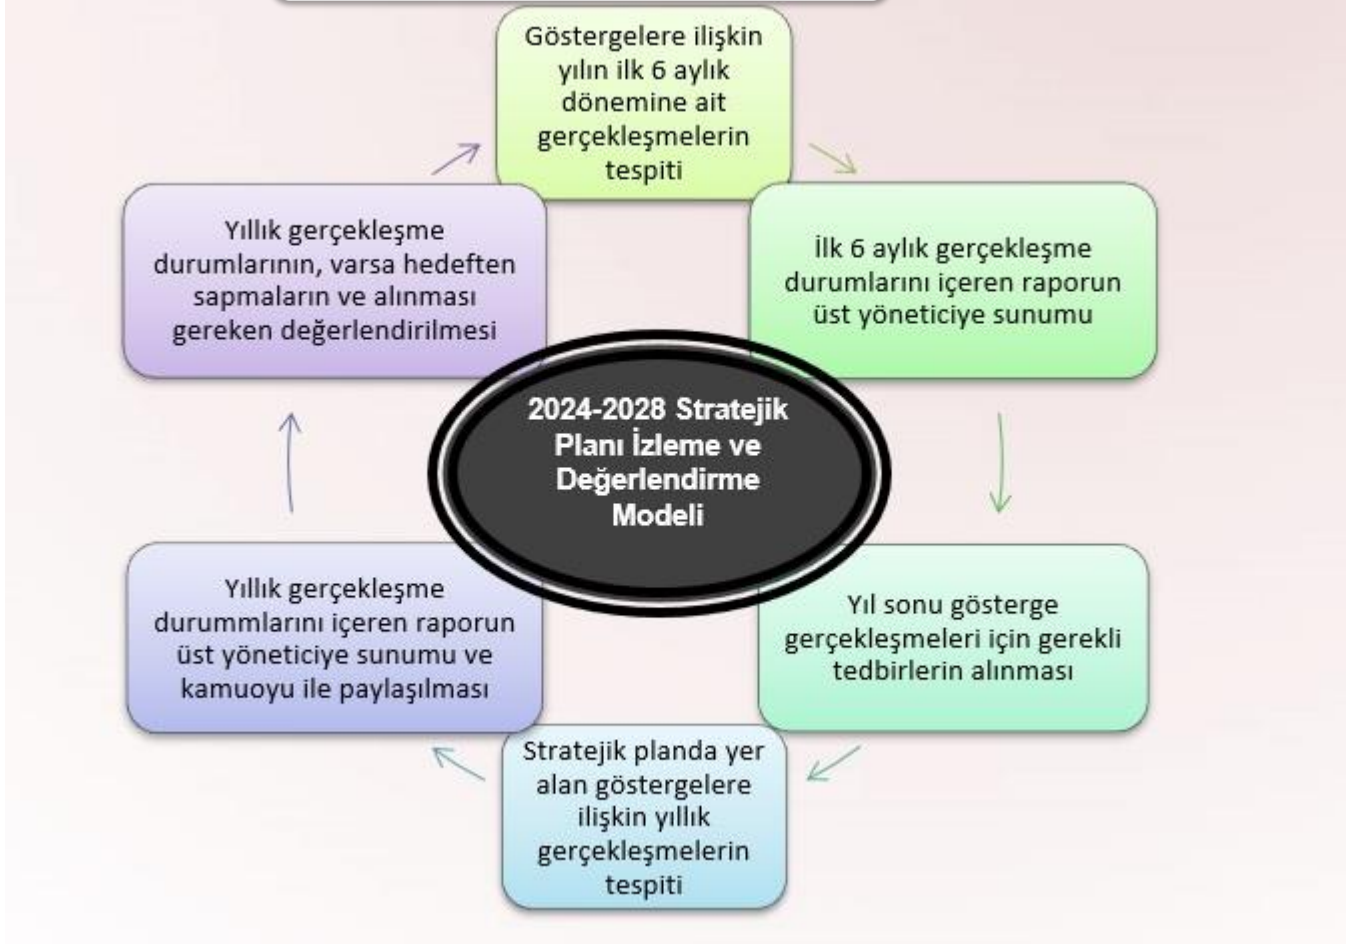 Göstergelere ilişkin
yılın ilk 6 aylık
dönemine ait
gerçekleşmelerin
tespiti
İlk 6 aylık gerçekleşme
durumlarını içeren raporun
üst yöneticiye sunumu
Yıl sonu gösterge
gerçekleşmeleri için gerekli
tedbirlerin alınması
Stratejik planda yer
alan göstergelere
ilişkin yıllık
gerçekleşmelerin
tespiti
Yıllık gerçekleşme
durummlarını içeren raporun
üst yöneticiye sunumu ve
kamuoyu ile paylaşılması
Yıllık gerçekleşme
durumlarının, varsa hedeften
sapmaların ve alınması
gereken değerlendirilmesi
2024-2028 Stratejik
Planı İzleme ve
Değerlendirme
Modeli